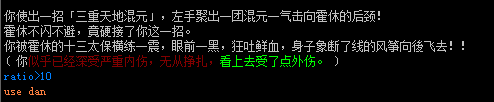 你使出一招「三重天地混元」，左手聚出一团混元一气击向霍休的后颈！
霍休不闪不避，竟硬接了你这一招。
你被霍休的十三太保横练一震，眼前一黑，狂吐鲜血，身子象断了线的风筝向後飞去！！
（ 你似乎已经深受严重内伤，无从挣扎，看上去受了点外伤。 ）
ratio>10
use dan